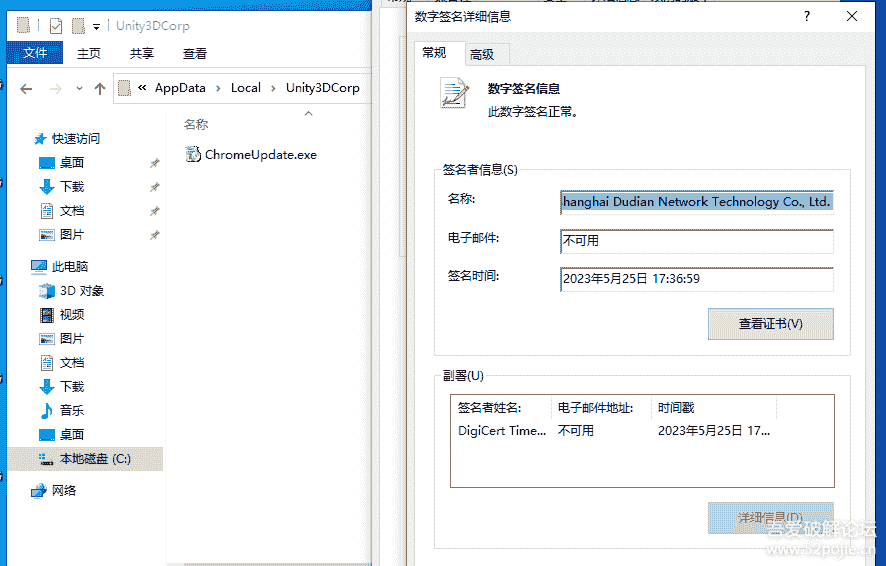 Unity3DCorp
文件 主页 共享 查看
« AppData › Local › Unity3DCorp
名称
ChromeUpdate.exe
快速访问
桌面
下载
文档
图片
此电脑
3D 对象
视频
图片
文档
下载
音乐
桌面
本地磁盘 (C:)
网络
数字签名详细信息
常规 高级
数字签名信息
此数字签名正常。
签名者信息(S)
名称: hanghai Dudian Network Technology Co., Ltd.
电子邮件: 不可用
签名时间: 2023年5月25日 17:36:59
查看证书(V)
副署(U)
签名者姓名: 电子邮件地址: 时间戳
DigiCert Time... 不可用 2023年5月25日 17...
详细信息(D)
吾爱破解论坛
www.52pojie.cn